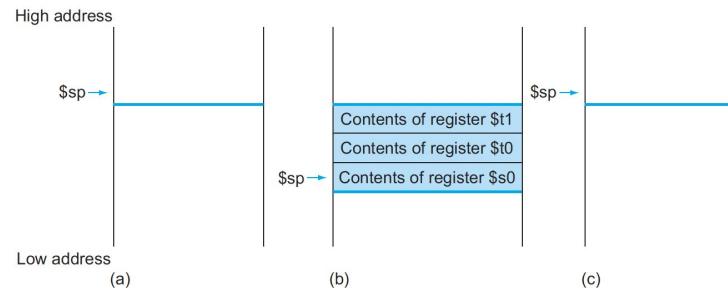 High address
$sp
$sp
Contents of register $t1
Contents of register $t0
$sp
Contents of register $s0
Low address
(a)
(b)
(c)